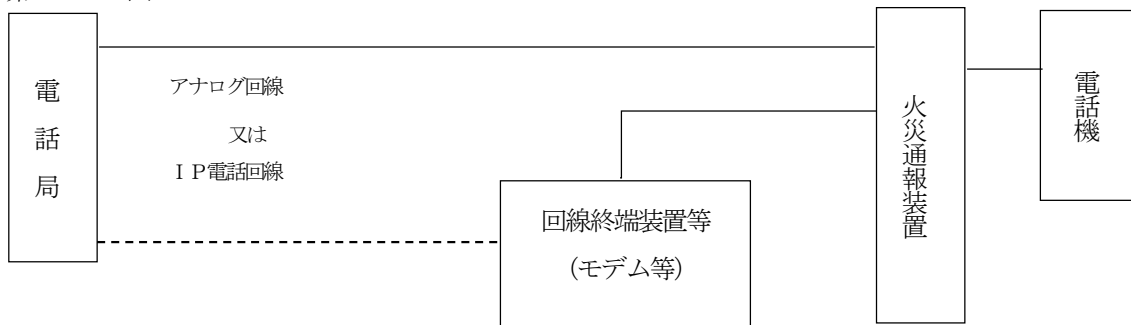 電話局
アナログ回線
又は
ＩＰ電話回線
回線終端装置等
（モデム等）
火災通報装置
電話機